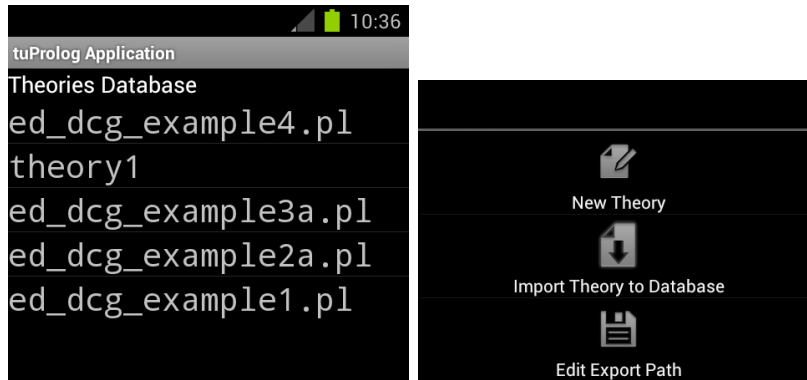 10:36
tuProlog Application
Theories Database
ed_dcg_example4.pl
theory1
ed_dcg_example3a.pl
ed_dcg_example2a.pl
ed_dcg_example1.pl
New Theory
Import Theory to Database
Edit Export Path